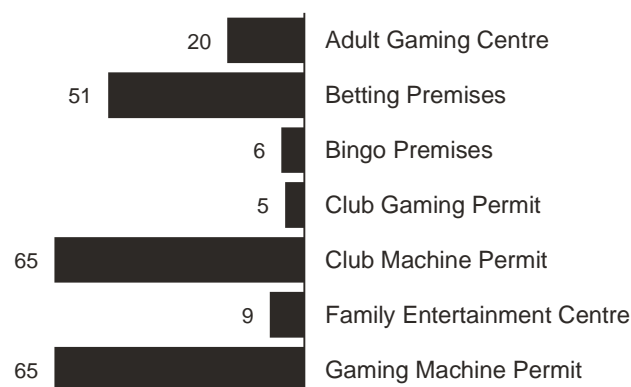 20 Adult Gaming Centre
51 Betting Premises
6 Bingo Premises
5 Club Gaming Permit
65 Club Machine Permit
9 Family Entertainment Centre
65 Gaming Machine Permit